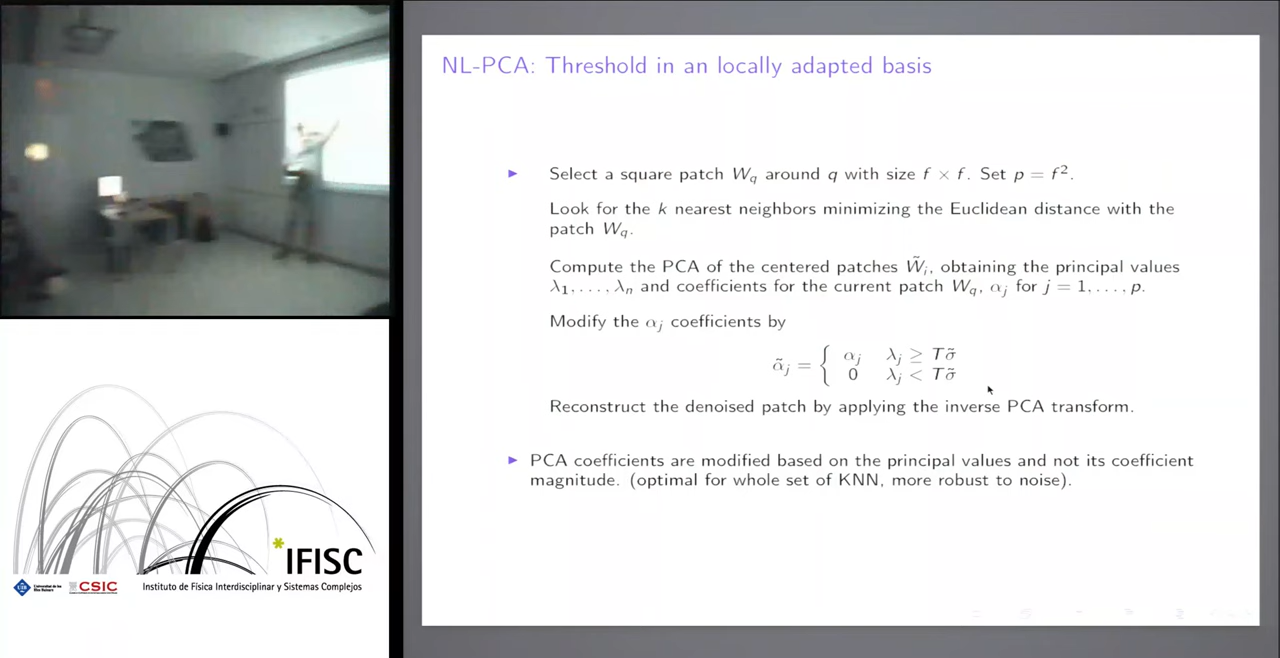 NL-PCA: Threshold in an locally adapted basis
▶ Select a square patch W_q around q with size f × f. Set p = f².
Look for the k nearest neighbors minimizing the Euclidean distance with the
patch W_q.
Compute the PCA of the centered patches W̃_i, obtaining the principal values
λ₁, . . . , λ_n and coefficients for the current patch W_q, α_j for j = 1, . . . , p.
Modify the α_j coefficients by
α̃_j = { α_j λ_j ≥ Tσ̃
0 λ_j < Tσ̃
Reconstruct the denoised patch by applying the inverse PCA transform.
▶ PCA coefficients are modified based on the principal values and not its coefficient
magnitude. (optimal for whole set of KNN, more robust to noise).
IFISC
CSIC
Instituto de Física Interdisciplinar y Sistemas Complejos